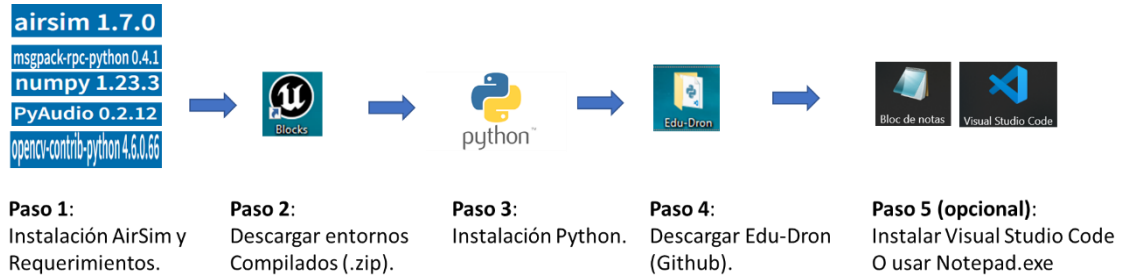 airsim 1.7.0
msgpack-rpc-python 0.4.1
numpy 1.23.3
PyAudio 0.2.12
opencv-contrib-python 4.6.0.66
Blocks
python™
Edu-Dron
Bloc de notas
Visual Studio Code
Paso 1:
Instalación AirSim y
Requerimientos.
Paso 2:
Descargar entornos
Compilados (.zip).
Paso 3:
Instalación Python.
Paso 4:
Descargar Edu-Dron
(Github).
Paso 5 (opcional):
Instalar Visual Studio Code
O usar Notepad.exe